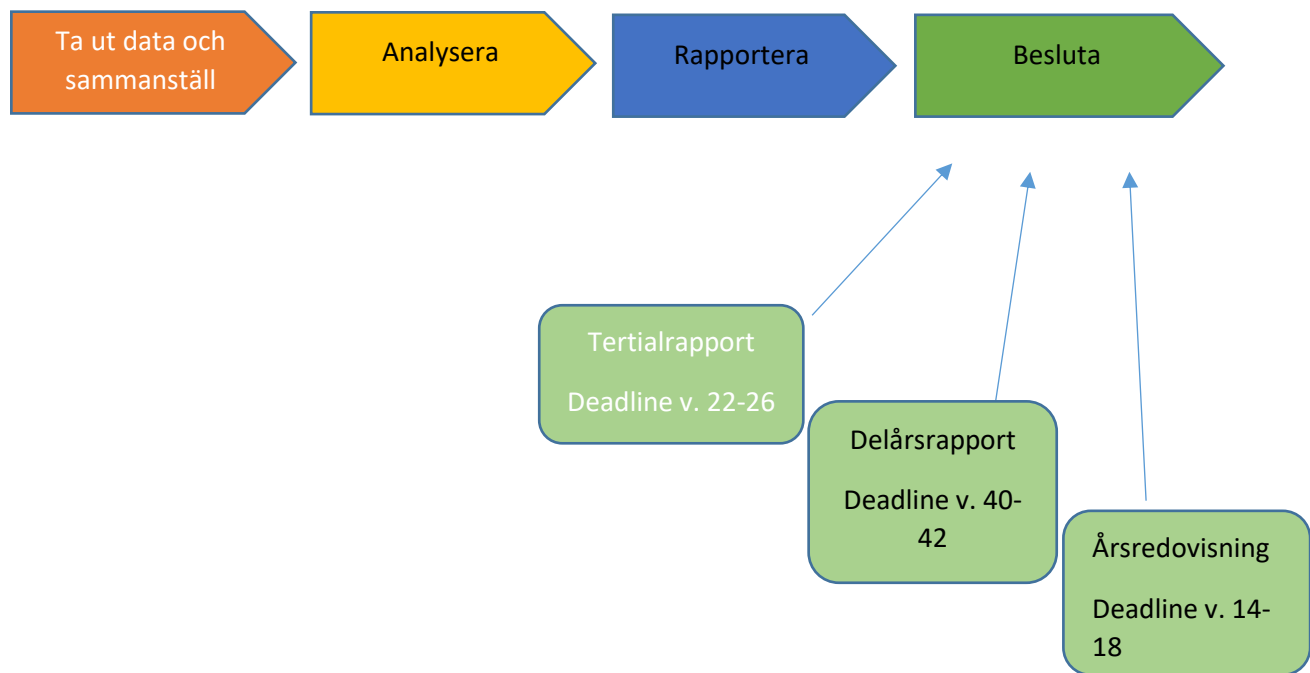 Ta ut data och
sammanställ
Analysera
Rapportera
Besluta
Tertialrapport
Deadline v. 22-26
Delårsrapport
Deadline v. 40-
42
Årsredovisning
Deadline v. 14-
18